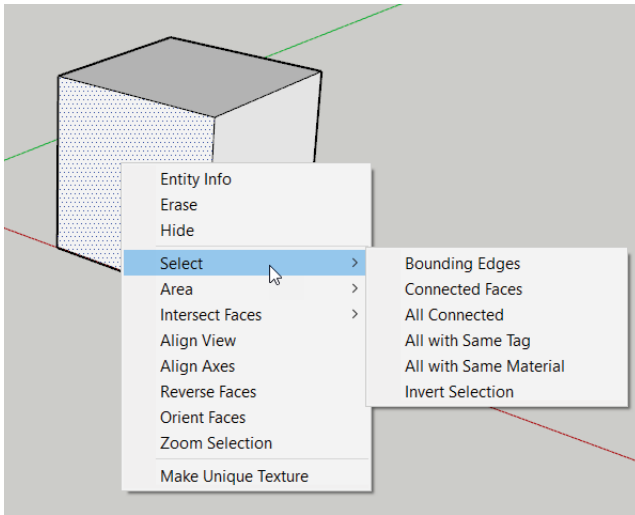 Entity Info
Erase
Hide
Select
Area
Intersect Faces
Align View
Align Axes
Reverse Faces
Orient Faces
Zoom Selection
Make Unique Texture
Bounding Edges
Connected Faces
All Connected
All with Same Tag
All with Same Material
Invert Selection